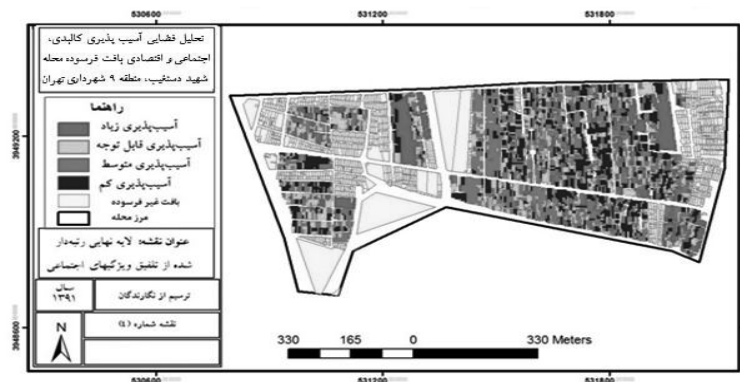 530600 531200 531800
تحلیل فضایی آسیب پذیری کالبدی،
اجتماعی و اقتصادی بافت فرسوده محله
شهید دستغیب، منطقه ۹ شهرداری تهران
راهنما
آسیب‌پذیری زیاد
آسیب‌پذیری قابل توجه
آسیب‌پذیری متوسط
آسیب‌پذیری کم
بافت غیر فرسوده
مرز محله
عنوان نقشه: لایه نهایی رتبه‌دار
شده از تلفیق ویژگیهای اجتماعی
ترسیم از نگارندگان
سال
۱۳۹۱
نقشه شماره (۱)
N
3949200
3948600
330 165 0 330 Meters
530600 531200 531800